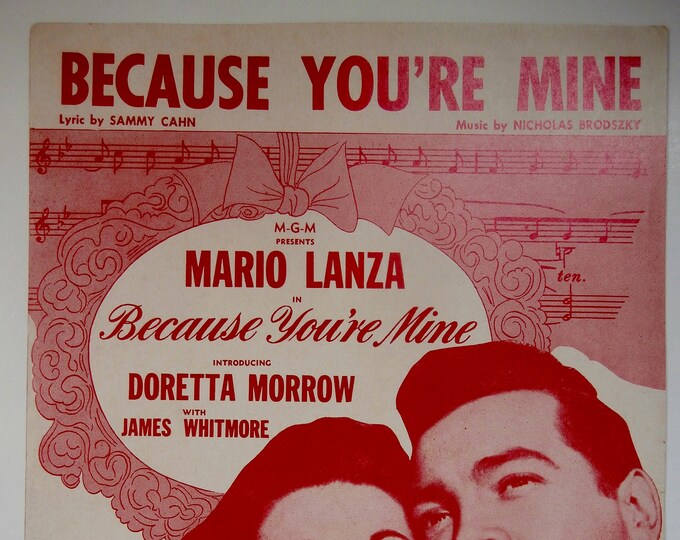 BECAUSE YOU'RE MINE
Lyric by SAMMY CAHN Music by NICHOLAS BRODSZKY
M-G-M
PRESENTS
MARIO LANZA
IN
Because You're Mine
INTRODUCING
DORETTA MORROW
WITH
JAMES WHITMORE
ten.